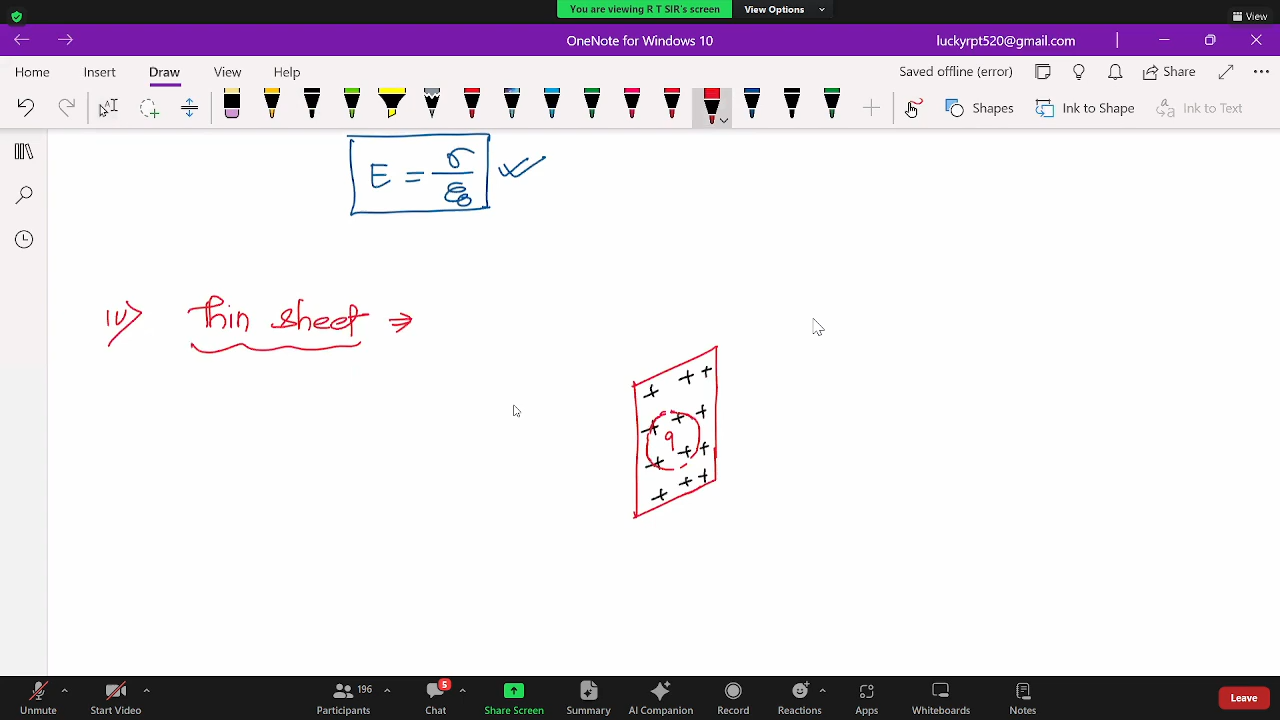 You are viewing R T SIR's screen View Options
View
OneNote for Windows 10 luckyrpt520@gmail.com
Home Insert Draw View Help Saved offline (error) Share
Shapes Ink to Shape Ink to Text
E = σ/ε₀
iv) Thin sheet ⇒
+ + +
+ + +
q
+ + +
+ + +
196 5
Unmute Start Video Participants Chat Share Screen Summary AI Companion Record Reactions Apps Whiteboards Notes Leave